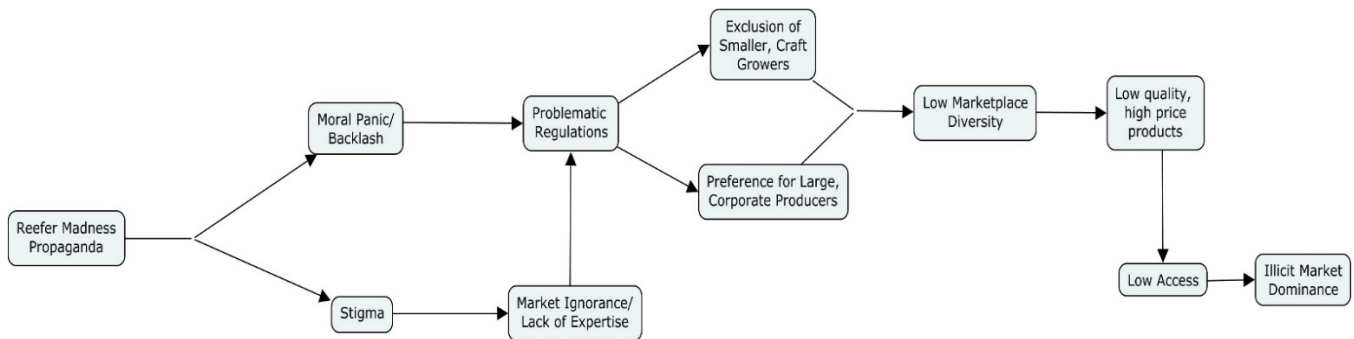 Reefer Madness
Propaganda
Moral Panic/
Backlash
Stigma
Market Ignorance/
Lack of Expertise
Problematic
Regulations
Exclusion of
Smaller, Craft
Growers
Preference for Large,
Corporate Producers
Low Marketplace
Diversity
Low quality,
high price
products
Low Access
Illicit Market
Dominance